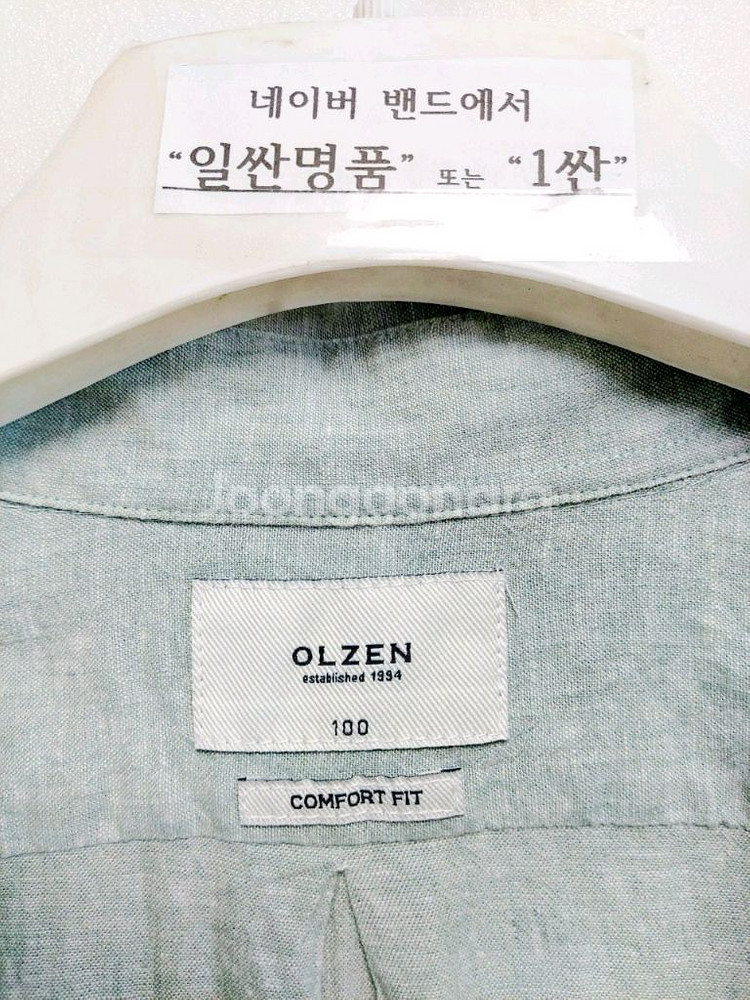 네이버 밴드에서
“일싼명품” 또는 “1싼”
joonggonara
OLZEN
established 1994
100
COMFORT FIT